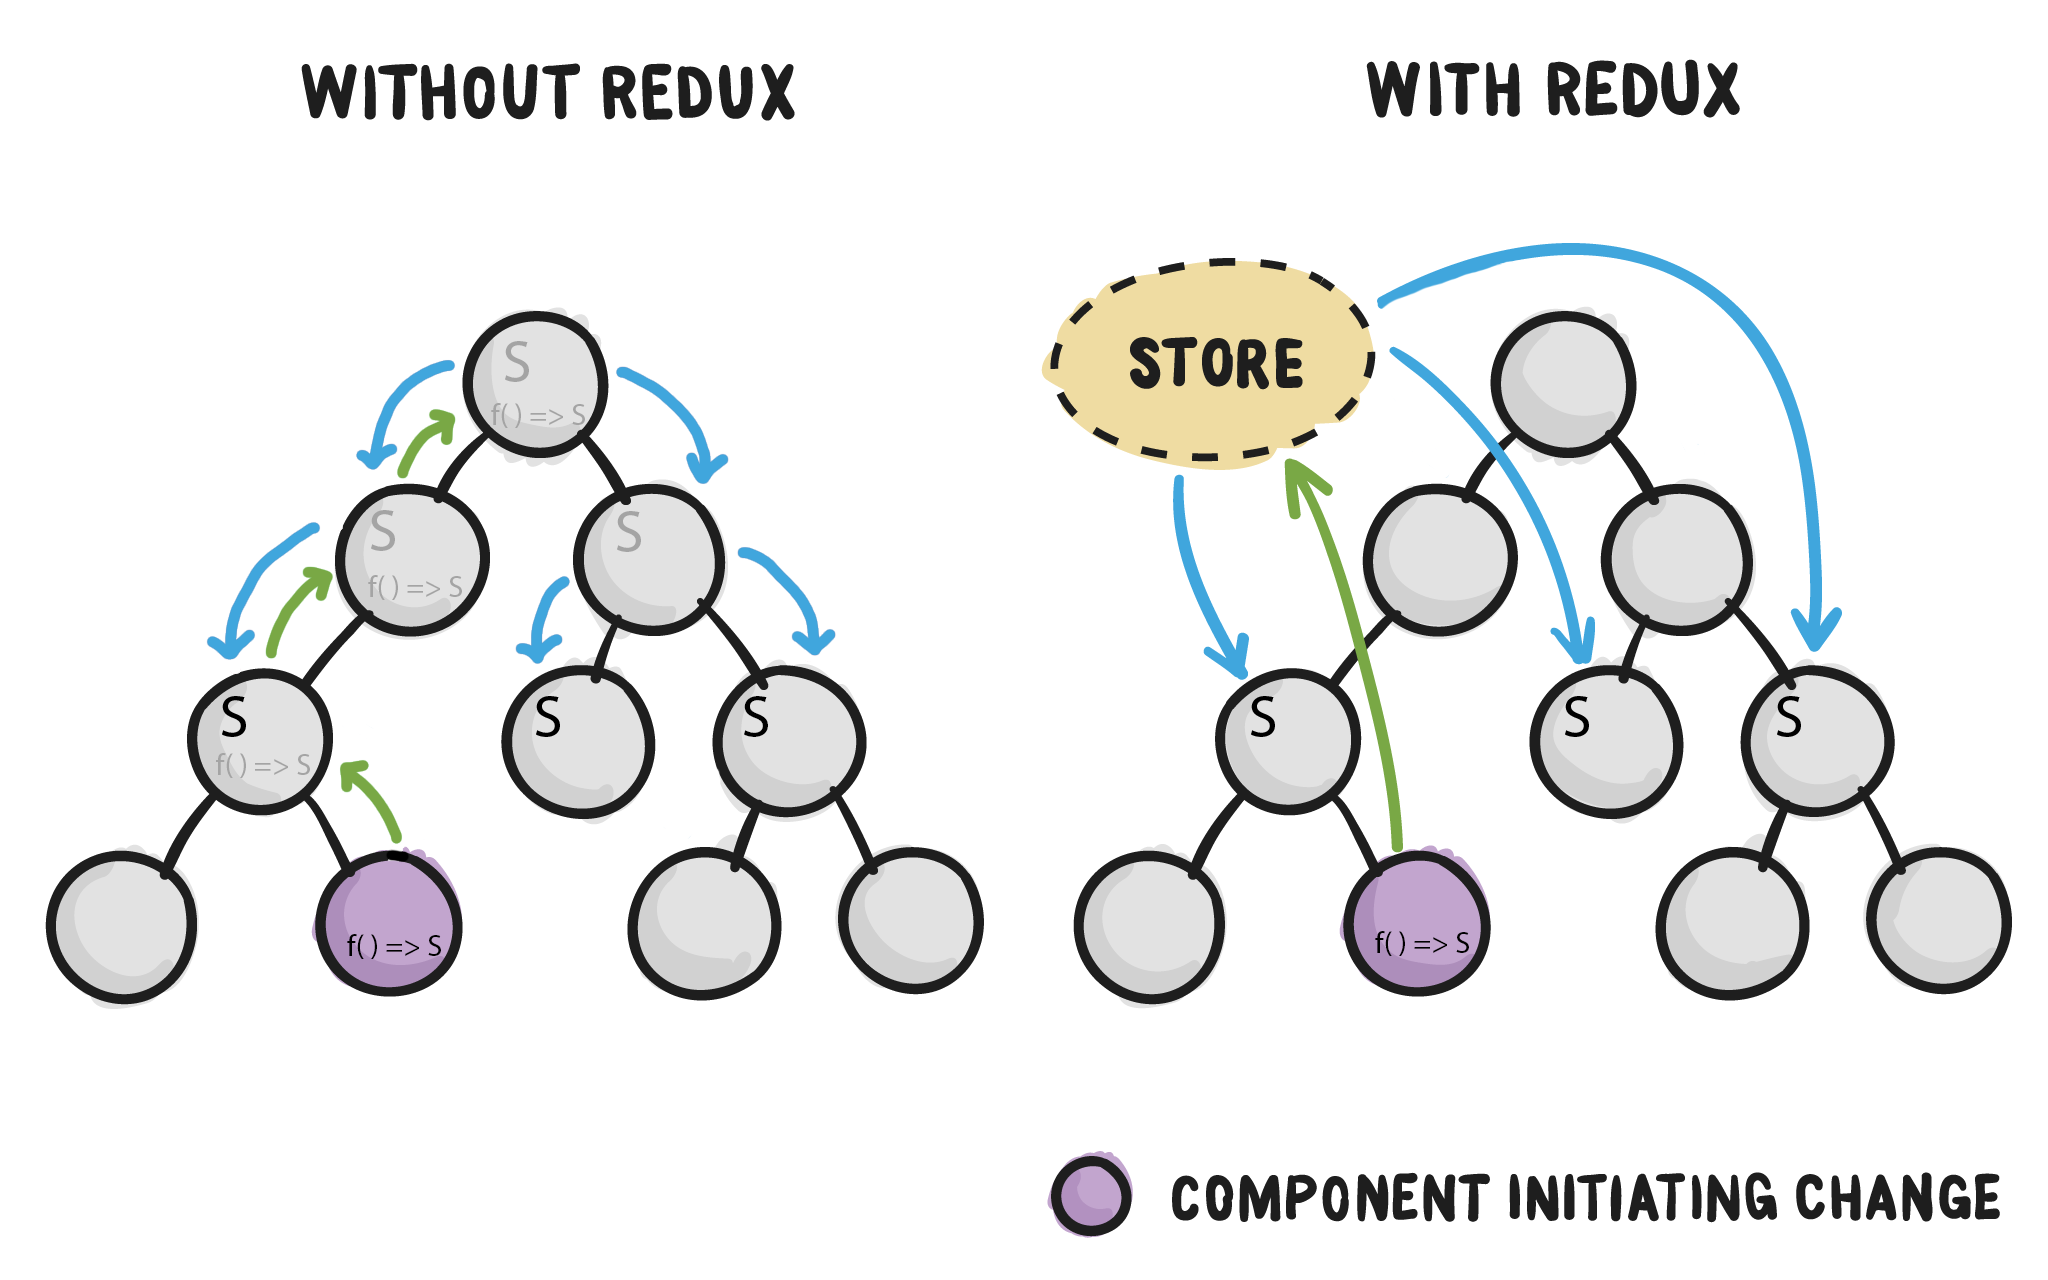 WITHOUT REDUX
S
f() => S
S
f() => S
S
S
f() => S
S
S
f() => S
WITH REDUX
STORE
S
S
S
f() => S
COMPONENT INITIATING CHANGE